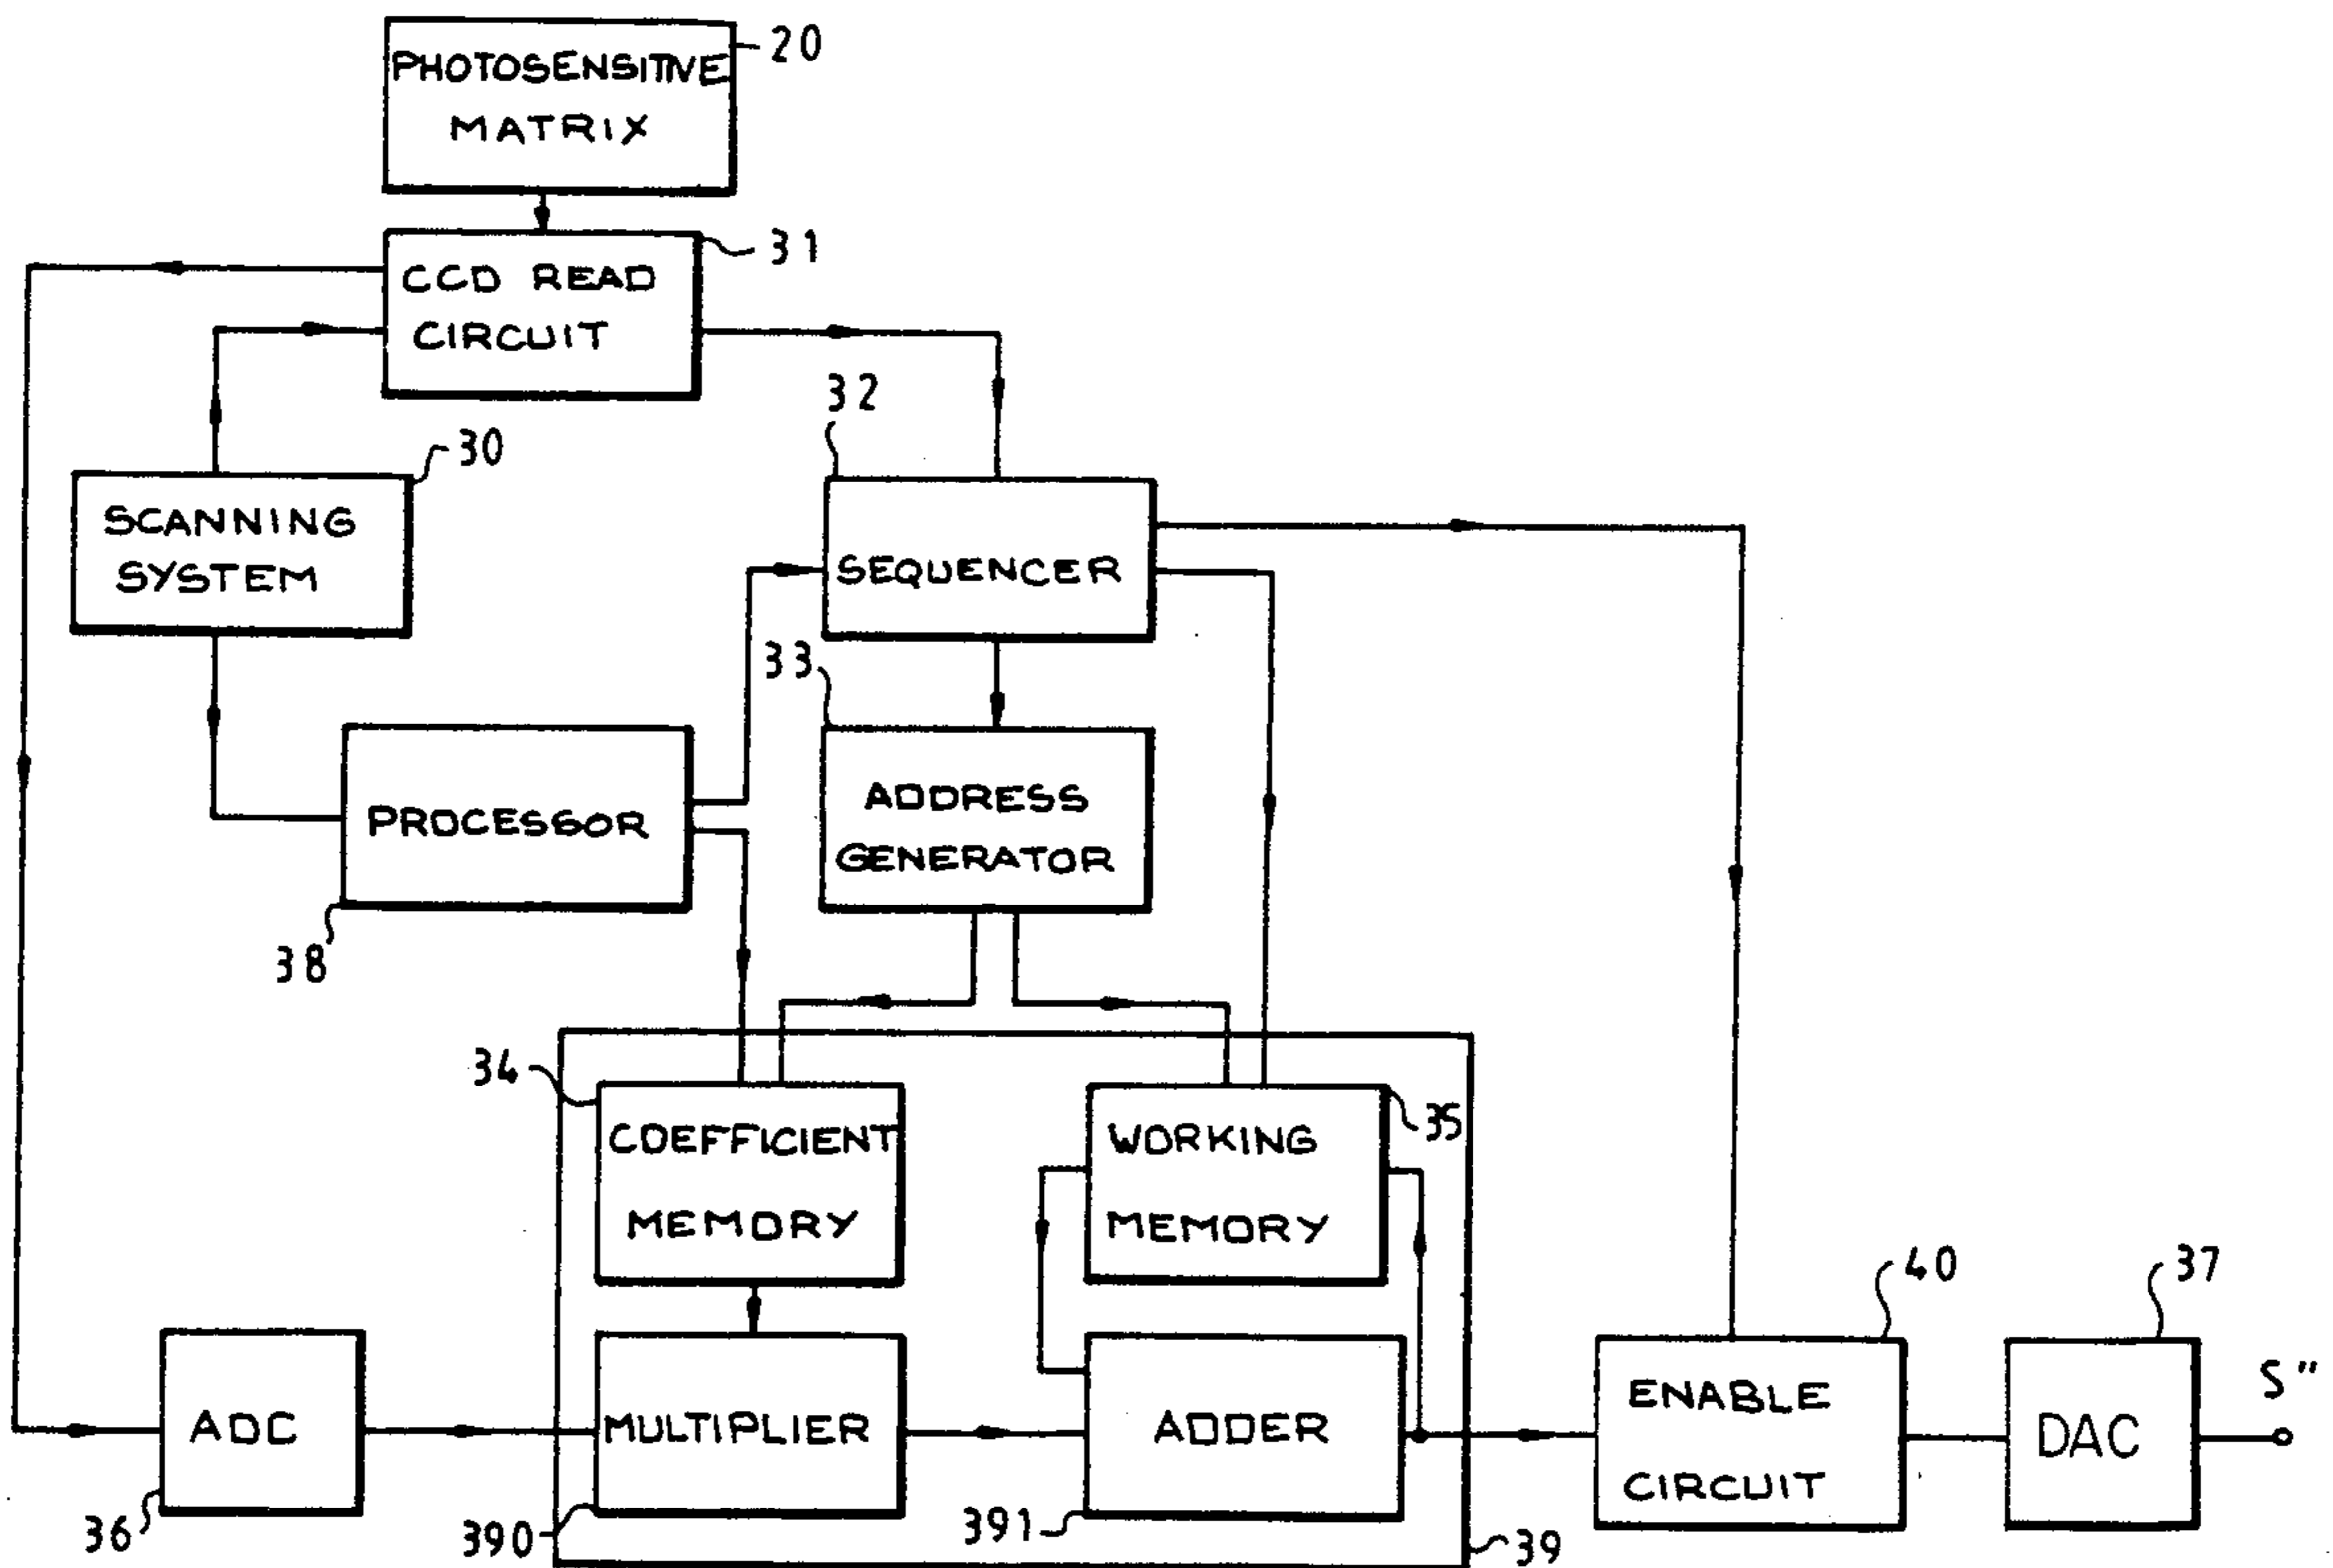 20
PHOTOSENSITIVE
MATRIX
31
CCD READ
CIRCUIT
32
30
SCANNING
SYSTEM
SEQUENCER
33
ADDRESS
GENERATOR
PROCESSOR
38
34
COEFFICIENT
MEMORY
35
WORKING
MEMORY
40
37
S"
ADC
MULTIPLIER
ADDER
ENABLE
CIRCUIT
DAC
36
390
391
39